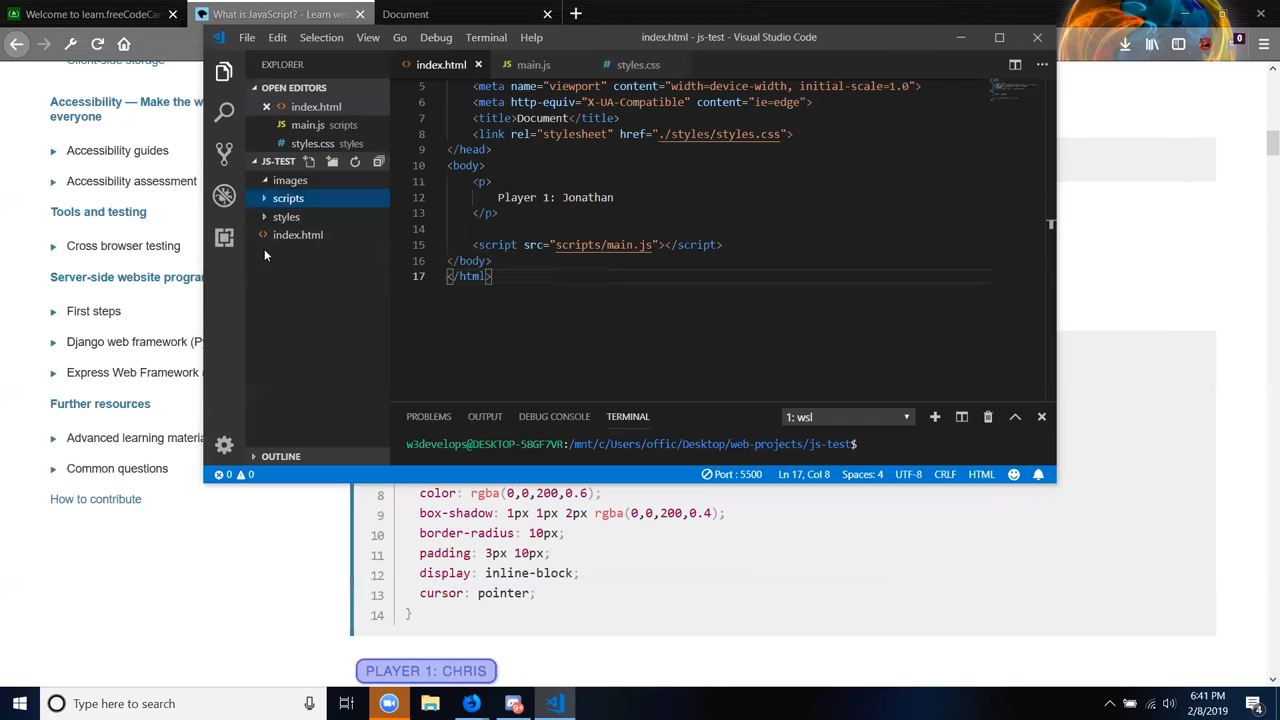 Welcome to learn.freeCodeCam
What is JavaScript? - Learn we
Document
0
File Edit Selection View Go Debug Terminal Help
index.html - js-test - Visual Studio Code
EXPLORER
OPEN EDITORS
index.html
main.js scripts
styles.css styles
JS-TEST
images
scripts
styles
index.html
OUTLINE
index.html
JS main.js
# styles.css
5 <meta name="viewport" content="width=device-width, initial-scale=1.0">
6 <meta http-equiv="X-UA-Compatible" content="ie=edge">
7 <title>Document</title>
8 <link rel="stylesheet" href="./styles/styles.css">
9 </head>
10 <body>
11 <p>
12 Player 1: Jonathan
13 </p>
14
15 <script src="scripts/main.js"></script>
16 </body>
17 </html>
PROBLEMS OUTPUT DEBUG CONSOLE TERMINAL
1: wsl
w3develops@DESKTOP-58GF7VR:/mnt/c/Users/offic/Desktop/web-projects/js-test$
0 0
Port : 5500
Ln 17, Col 8
Spaces: 4
UTF-8
CRLF
HTML
Client-side storage
Accessibility — Make the w
everyone
Accessibility guides
Accessibility assessment
Tools and testing
Cross browser testing
Server-side website progra
First steps
Django web framework (Py
Express Web Framework
Further resources
Advanced learning materia
Common questions
How to contribute
8 color: rgba(0,0,200,0.6);
9 box-shadow: 1px 1px 2px rgba(0,0,200,0.4);
10 border-radius: 10px;
11 padding: 3px 10px;
12 display: inline-block;
13 cursor: pointer;
14 }
PLAYER 1: CHRIS
Type here to search
6:41 PM
2/8/2019
4